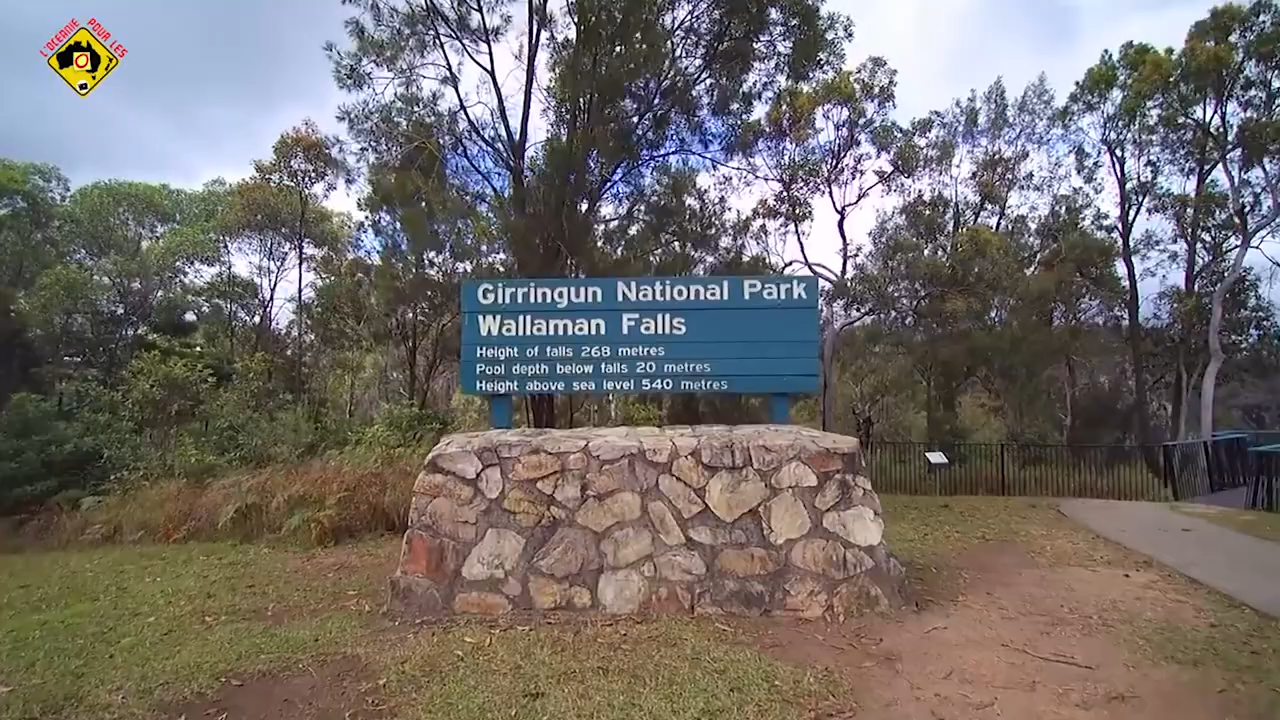 L'OCEANIE POUR LES
Girringun National Park
Wallaman Falls
Height of falls 268 metres
Pool depth below falls 20 metres
Height above sea level 540 metres